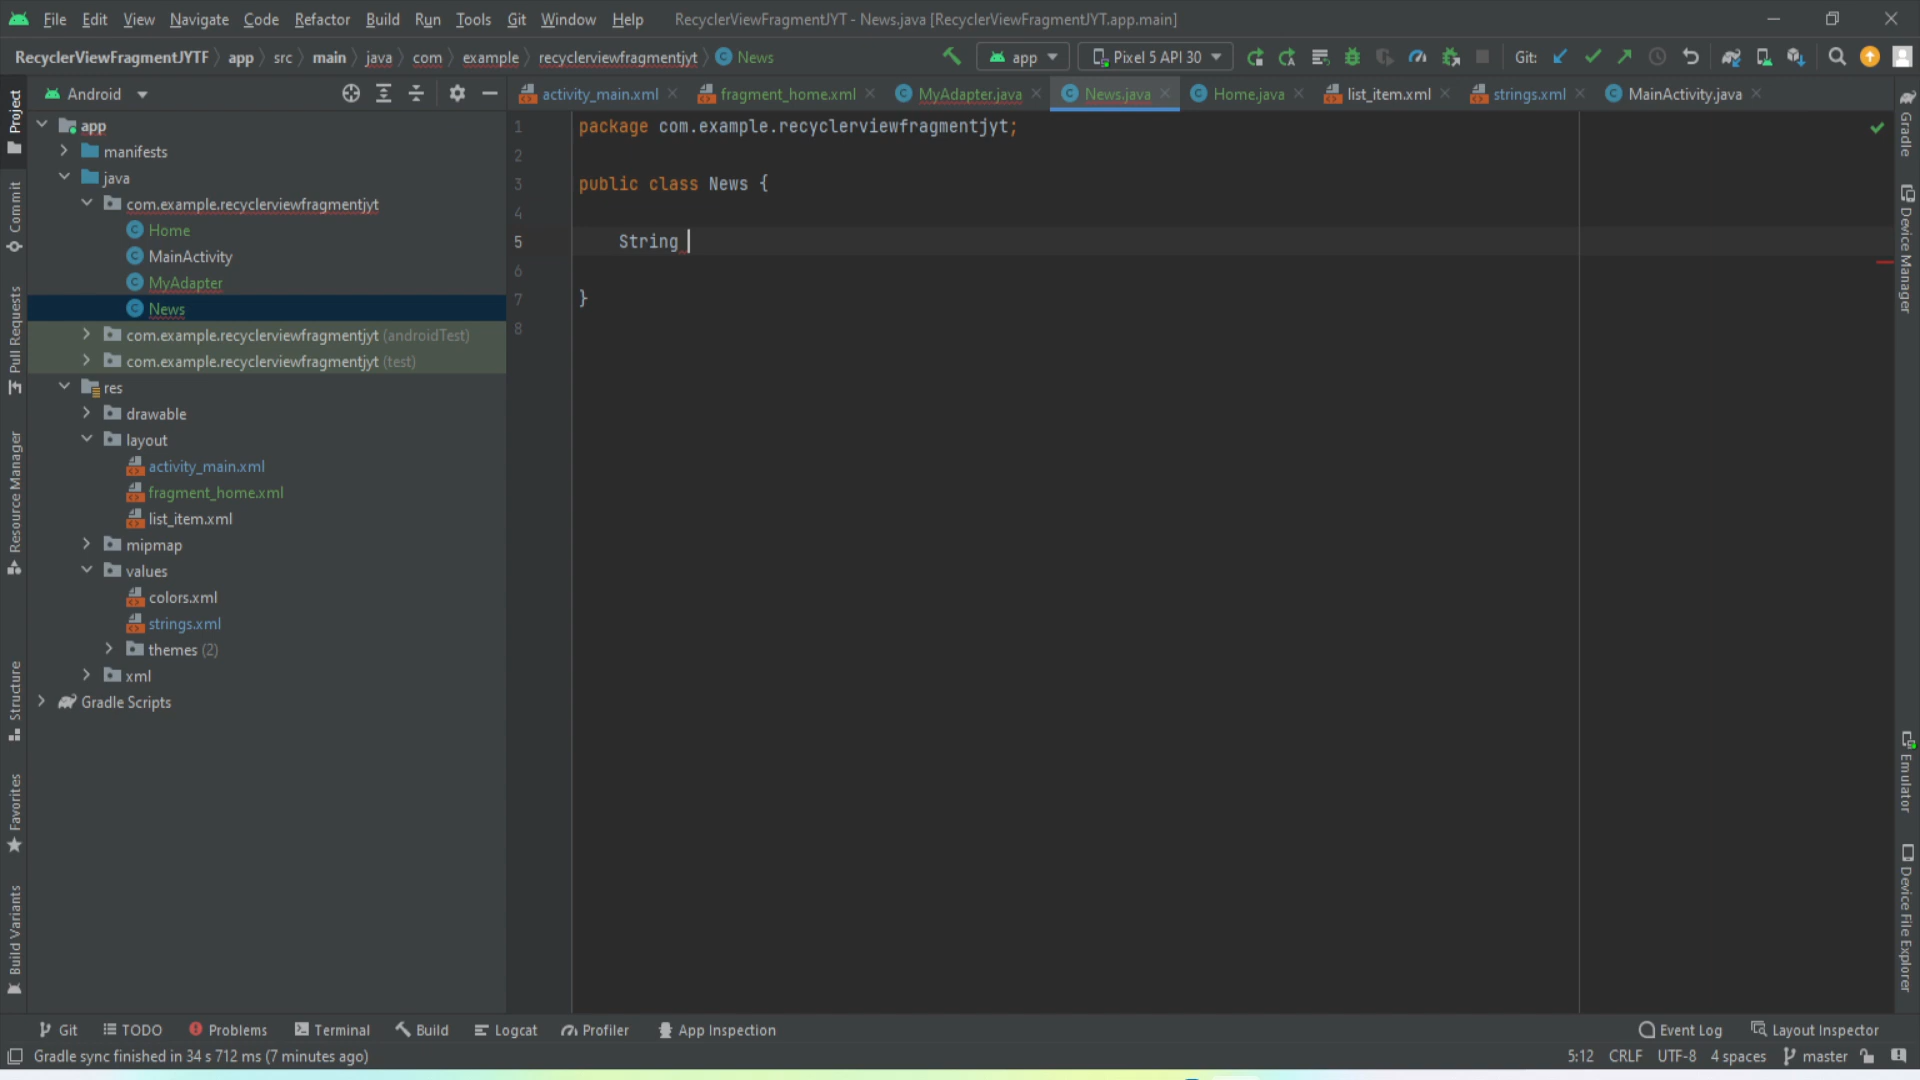 File Edit View Navigate Code Refactor Build Run Tools Git Window Help RecyclerViewFragmentJYT - News.java [RecyclerViewFragmentJYT.app.main]
RecyclerViewFragmentJYTF app src main java com example recyclerviewfragmentjyt News app Pixel 5 API 30 Git:
Android activity_main.xml fragment_home.xml MyAdapter.java News.java Home.java list_item.xml strings.xml MainActivity.java
Project
Commit
Pull Requests
Resource Manager
Structure
Favorites
Build Variants
app
manifests
java
com.example.recyclerviewfragmentjyt
Home
MainActivity
MyAdapter
News
com.example.recyclerviewfragmentjyt (androidTest)
com.example.recyclerviewfragmentjyt (test)
res
drawable
layout
activity_main.xml
fragment_home.xml
list_item.xml
mipmap
values
colors.xml
strings.xml
themes (2)
xml
Gradle Scripts
1 package com.example.recyclerviewfragmentjyt;
2
3 public class News {
4
5 String
6
7 }
8
Gradle
Device Manager
Emulator
Device File Explorer
Git TODO Problems Terminal Build Logcat Profiler App Inspection Event Log Layout Inspector
Gradle sync finished in 34 s 712 ms (7 minutes ago) 5:12 CRLF UTF-8 4 spaces master